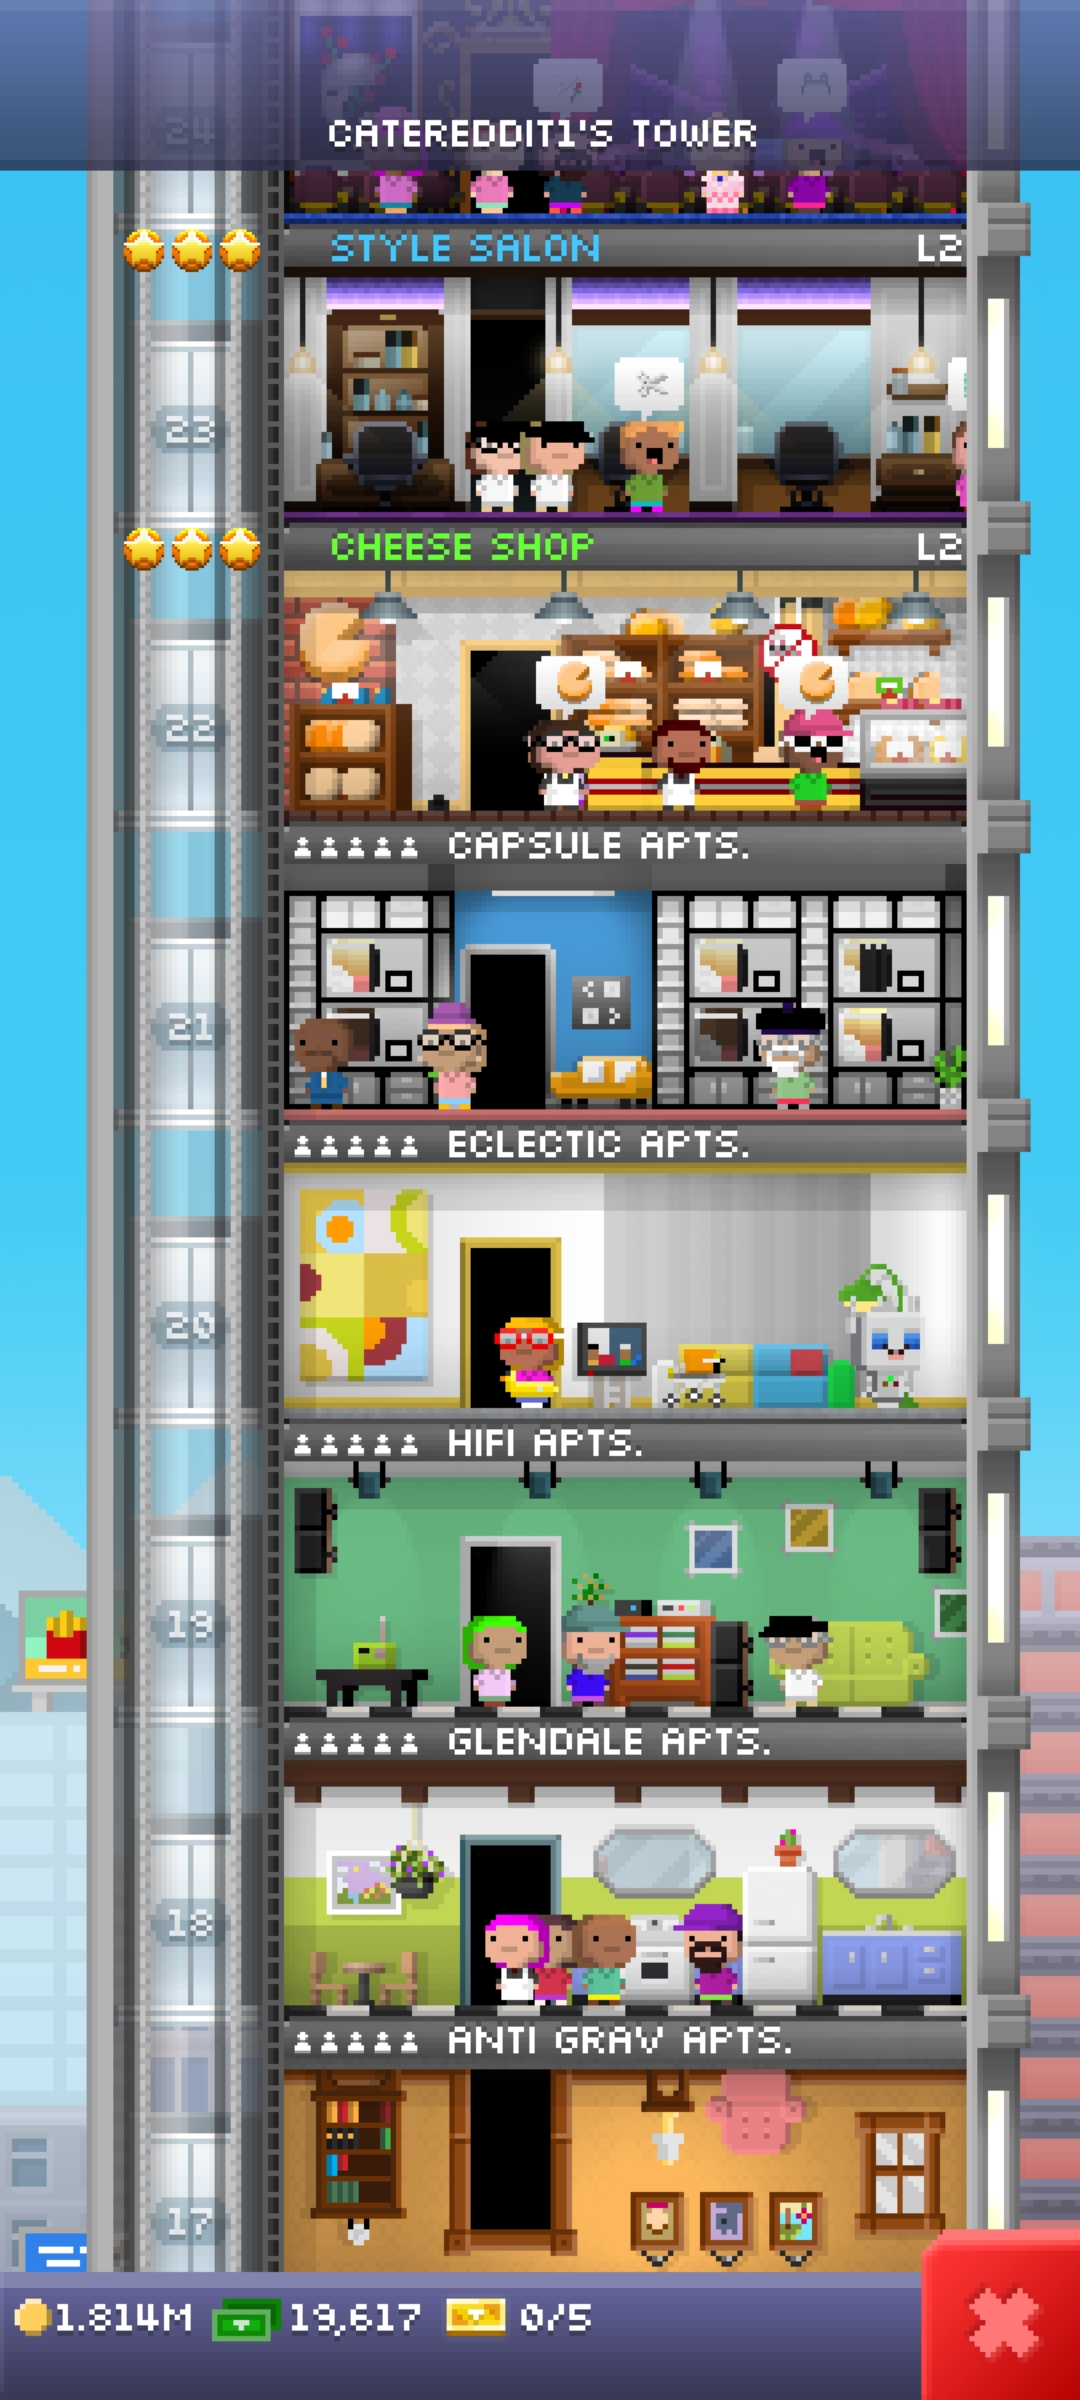 24
CATEREDDIT1'S TOWER
STYLE SALON L2
23
CHEESE SHOP L2
22
CAPSULE APTS.
21
ECLECTIC APTS.
20
HIFI APTS.
19
GLENDALE APTS.
18
ANTI GRAV APTS.
17
1.814M 19,617 0/5